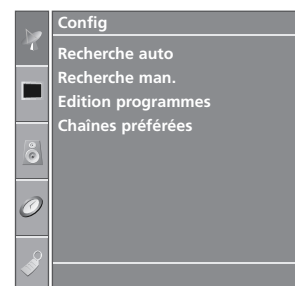 Config
Recherche auto
Recherche man.
Edition programmes
Chaînes préférées